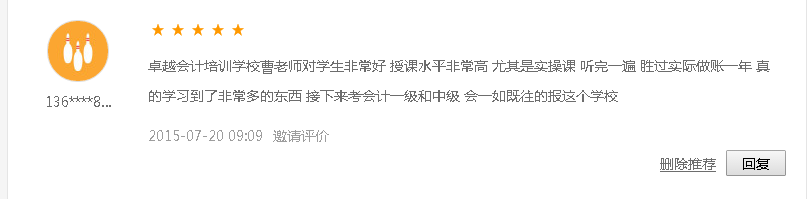 卓越会计培训学校曹老师对学生非常好 授课水平非常高 尤其是实操课 听完一遍 胜过实际做账一年 真
的学习到了非常多的东西 接下来考会计一级和中级 会一如既往的报这个学校
136****8...
2015-07-20 09:09 邀请评价
删除推荐 回复